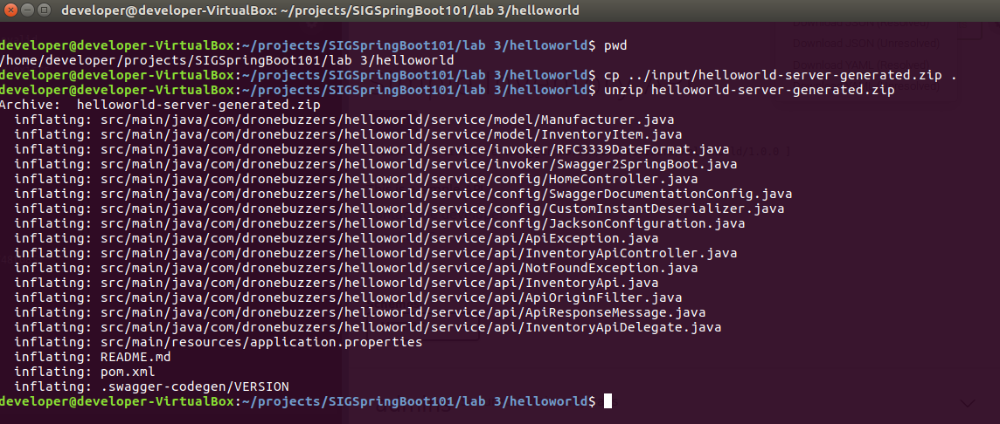 developer@developer-VirtualBox: ~/projects/SIGSpringBoot101/lab 3/helloworld
developer@developer-VirtualBox:~/projects/SIGSpringBoot101/lab 3/helloworld$ pwd
/home/developer/projects/SIGSpringBoot101/lab 3/helloworld
developer@developer-VirtualBox:~/projects/SIGSpringBoot101/lab 3/helloworld$ cp ../input/helloworld-server-generated.zip .
developer@developer-VirtualBox:~/projects/SIGSpringBoot101/lab 3/helloworld$ unzip helloworld-server-generated.zip
Archive:  helloworld-server-generated.zip
  inflating: src/main/java/com/dronebuzzers/helloworld/service/model/Manufacturer.java
  inflating: src/main/java/com/dronebuzzers/helloworld/service/model/InventoryItem.java
  inflating: src/main/java/com/dronebuzzers/helloworld/service/invoker/RFC3339DateFormat.java
  inflating: src/main/java/com/dronebuzzers/helloworld/service/invoker/Swagger2SpringBoot.java
  inflating: src/main/java/com/dronebuzzers/helloworld/service/config/HomeController.java
  inflating: src/main/java/com/dronebuzzers/helloworld/service/config/SwaggerDocumentationConfig.java
  inflating: src/main/java/com/dronebuzzers/helloworld/service/config/CustomInstantDeserializer.java
  inflating: src/main/java/com/dronebuzzers/helloworld/service/config/JacksonConfiguration.java
  inflating: src/main/java/com/dronebuzzers/helloworld/service/api/ApiException.java
  inflating: src/main/java/com/dronebuzzers/helloworld/service/api/InventoryApiController.java
  inflating: src/main/java/com/dronebuzzers/helloworld/service/api/NotFoundException.java
  inflating: src/main/java/com/dronebuzzers/helloworld/service/api/InventoryApi.java
  inflating: src/main/java/com/dronebuzzers/helloworld/service/api/ApiOriginFilter.java
  inflating: src/main/java/com/dronebuzzers/helloworld/service/api/ApiResponseMessage.java
  inflating: src/main/java/com/dronebuzzers/helloworld/service/api/InventoryApiDelegate.java
  inflating: src/main/resources/application.properties
  inflating: README.md
  inflating: pom.xml
  inflating: .swagger-codegen/VERSION
developer@developer-VirtualBox:~/projects/SIGSpringBoot101/lab 3/helloworld$